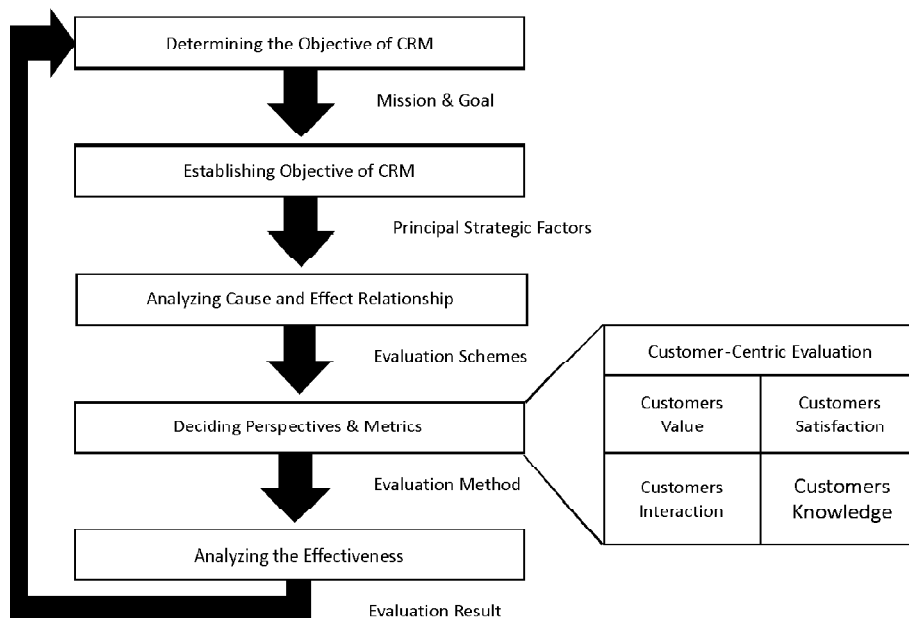 Determining the Objective of CRM
Mission & Goal
Establishing Objective of CRM
Principal Strategic Factors
Analyzing Cause and Effect Relationship
Evaluation Schemes
Deciding Perspectives & Metrics
Evaluation Method
Analyzing the Effectiveness
Evaluation Result
Customer-Centric Evaluation
Customers
Value
Customers
Satisfaction
Customers
Interaction
Customers
Knowledge